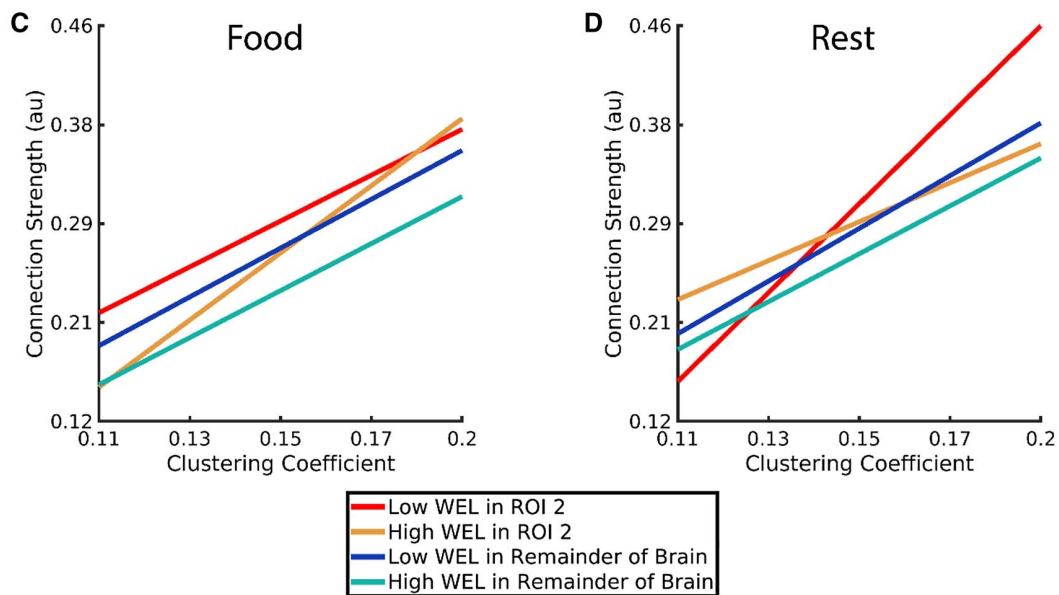 C
Food
Connection Strength (au)
0.46
0.38
0.29
0.21
0.12
0.11
0.13
0.15
0.17
0.2
Clustering Coefficient
D
Rest
Connection Strength (au)
0.46
0.38
0.29
0.21
0.12
0.11
0.13
0.15
0.17
0.2
Clustering Coefficient
Low WEL in ROI 2
High WEL in ROI 2
Low WEL in Remainder of Brain
High WEL in Remainder of Brain